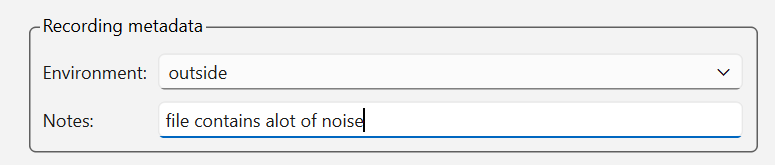 Recording metadata
Environment: outside
Notes: file contains alot of noise